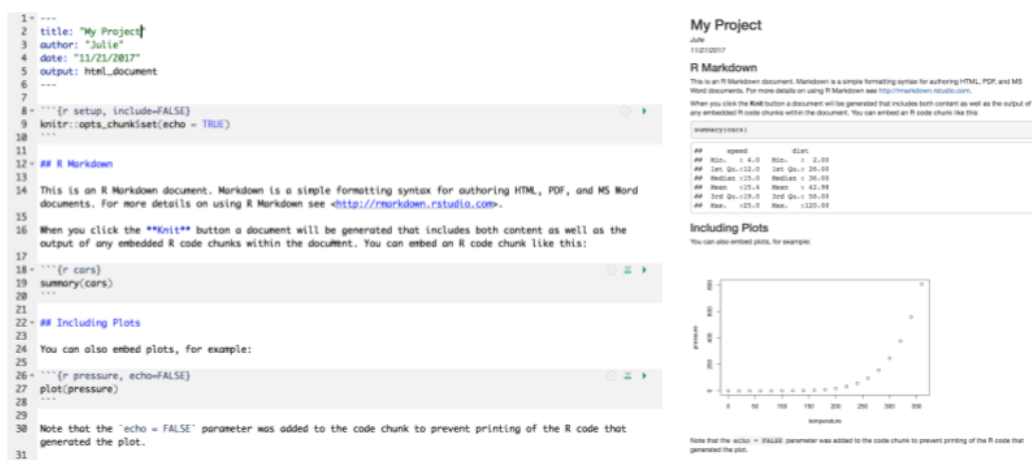 1 ---
2 title: "My Project"
3 author: "Julie"
4 date: "11/21/2017"
5 output: html_document
6 ---
7
8 ```{r setup, include=FALSE}
9 knitr::opts_chunk$set(echo = TRUE)
10 ```
11
12 ## R Markdown
13
14 This is an R Markdown document. Markdown is a simple formatting syntax for authoring HTML, PDF, and MS Word
documents. For more details on using R Markdown see <http://rmarkdown.rstudio.com>.
15
16 When you click the **Knit** button a document will be generated that includes both content as well as the
output of any embedded R code chunks within the document. You can embed an R code chunk like this:
17
18 ```{r cars}
19 summary(cars)
20 ```
21
22 ## Including Plots
23
24 You can also embed plots, for example:
25
26 ```{r pressure, echo=FALSE}
27 plot(pressure)
28 ```
29
30 Note that the `echo = FALSE` parameter was added to the code chunk to prevent printing of the R code that
generated the plot.
31
My Project
Julie
11/21/2017
R Markdown
This is an R Markdown document. Markdown is a simple formatting syntax for authoring HTML, PDF, and MS
Word documents. For more details on using R Markdown see http://rmarkdown.rstudio.com.
When you click the Knit button a document will be generated that includes both content as well as the output of
any embedded R code chunks within the document. You can embed an R code chunk like this:
summary(cars)
## speed dist
## Min. : 4.0 Min. : 2.00
## 1st Qu.:12.0 1st Qu.: 26.00
## Median :15.0 Median : 36.00
## Mean :15.4 Mean : 42.98
## 3rd Qu.:19.0 3rd Qu.: 56.00
## Max. :25.0 Max. :120.00
Including Plots
You can also embed plots, for example:
800
600
400
200
0
pressure
0 50 100 150 200 250 300 350
temperature
Note that the echo = FALSE parameter was added to the code chunk to prevent printing of the R code that
generated the plot.